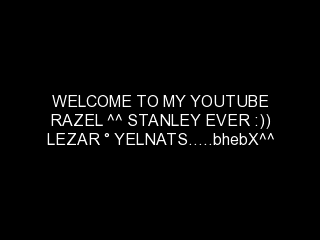 WELCOME TO MY YOUTUBE
RAZEL ^^ STANLEY EVER :))
LEZAR ° YELNATS.....bhebX^^